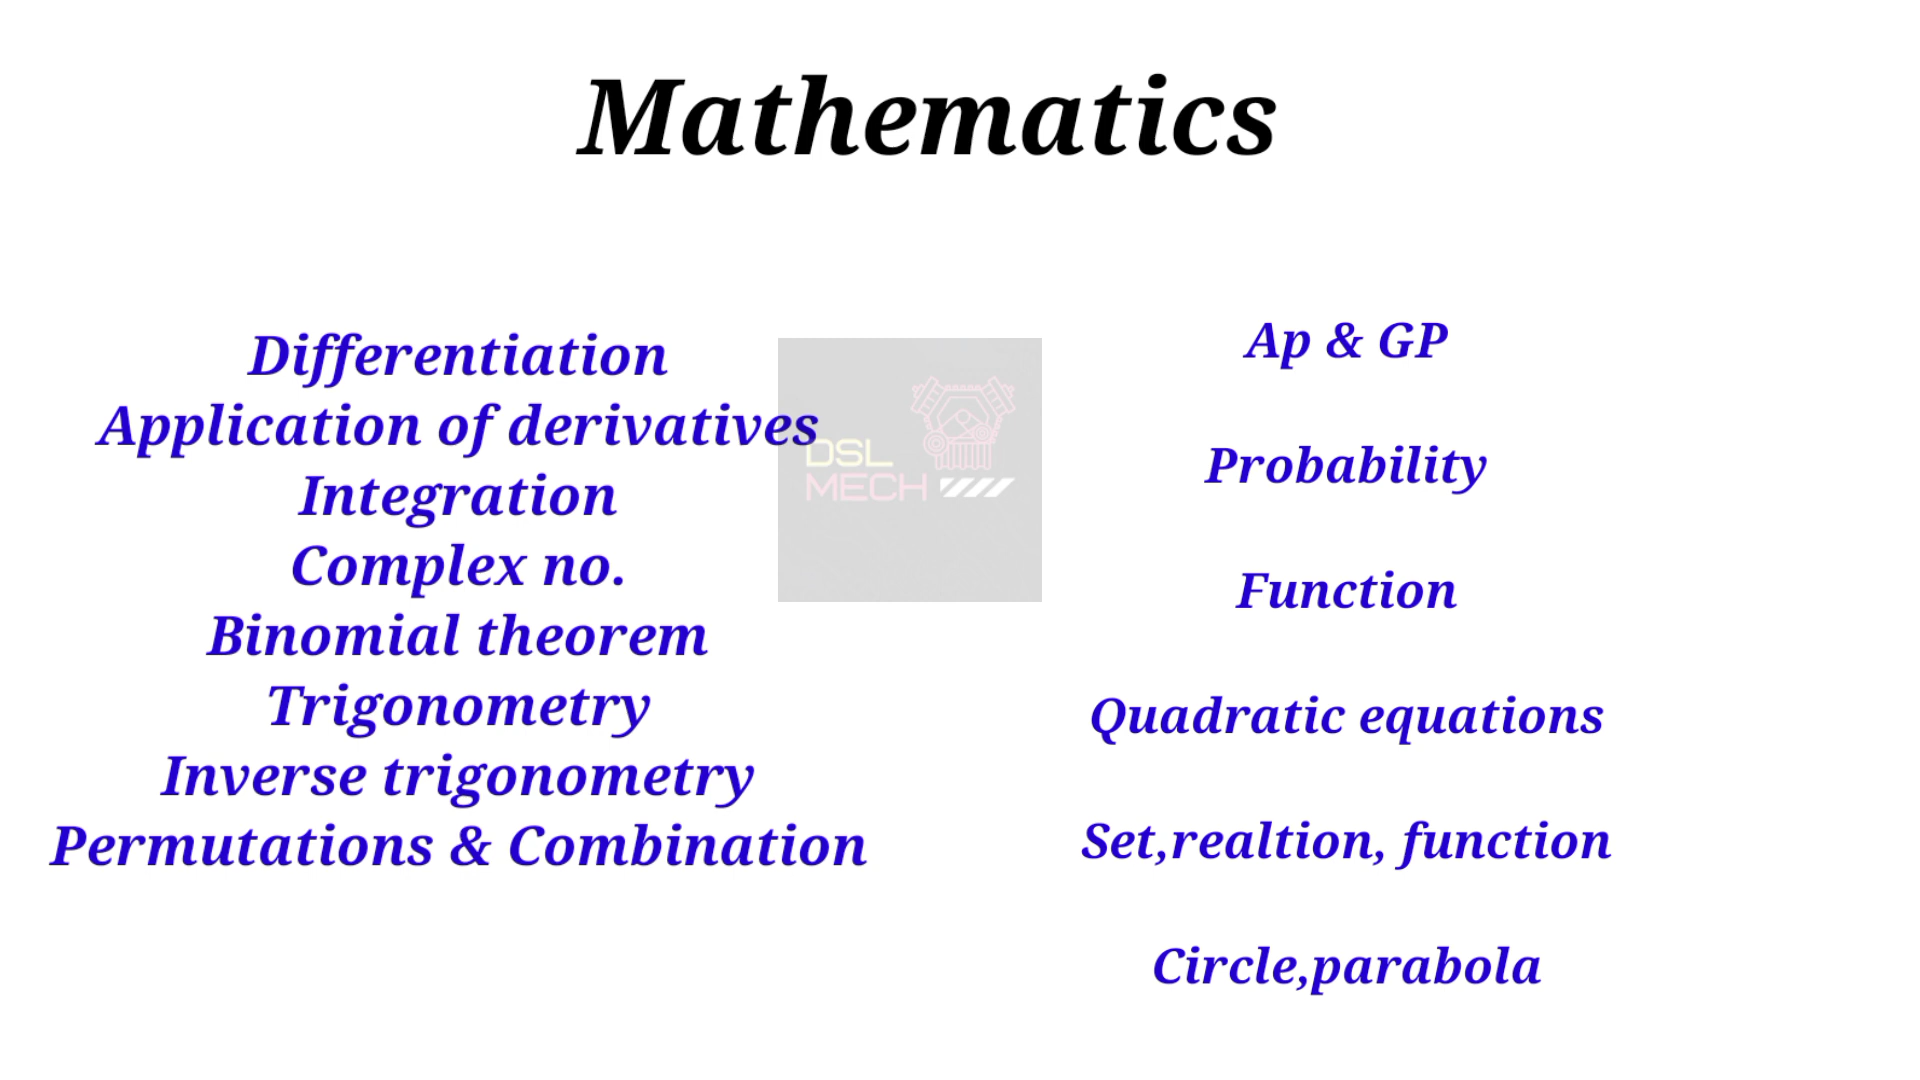 Mathematics
Differentiation
Application of derivatives
Integration
Complex no.
Binomial theorem
Trigonometry
Inverse trigonometry
Permutations & Combination
DSL
MECH
Ap & GP
Probability
Function
Quadratic equations
Set,realtion, function
Circle,parabola